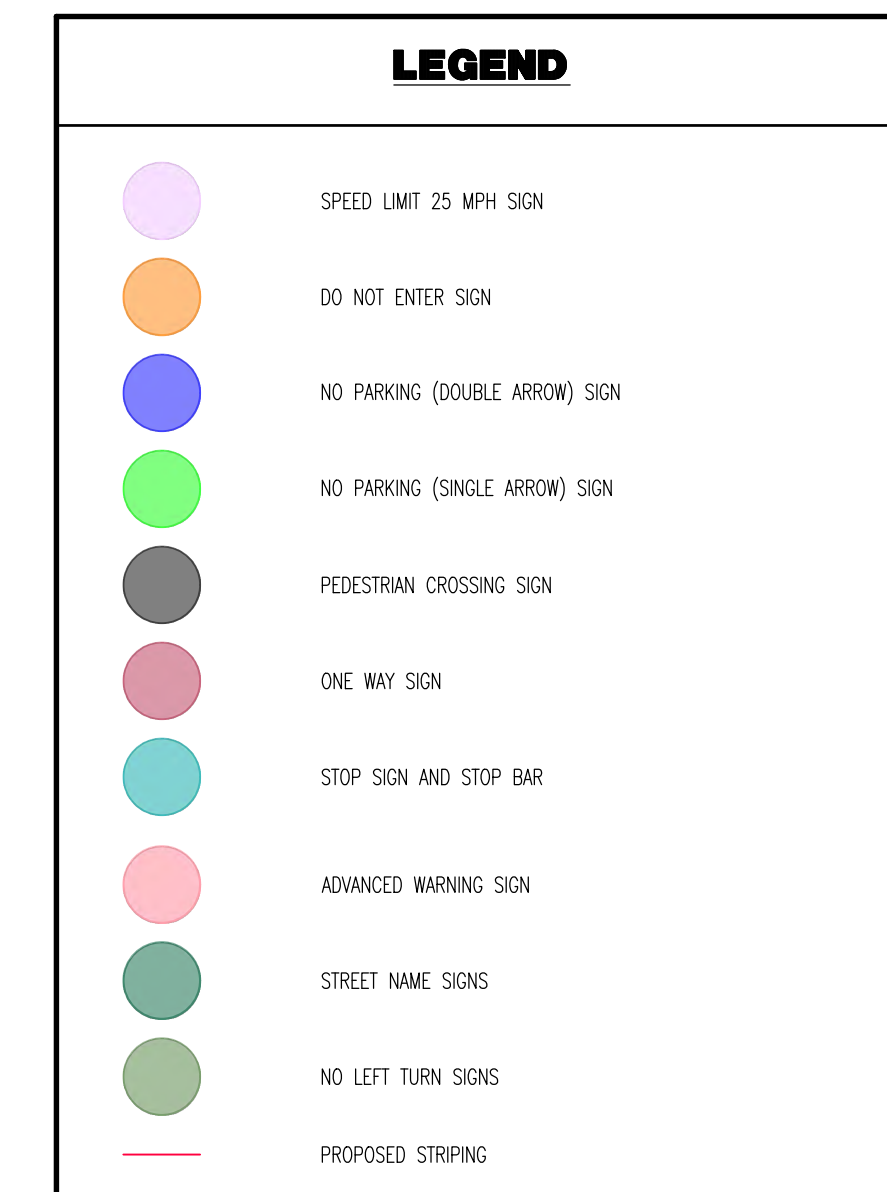 LEGEND
SPEED LIMIT 25 MPH SIGN
DO NOT ENTER SIGN
NO PARKING (DOUBLE ARROW) SIGN
NO PARKING (SINGLE ARROW) SIGN
PEDESTRIAN CROSSING SIGN
ONE WAY SIGN
STOP SIGN AND STOP BAR
ADVANCED WARNING SIGN
STREET NAME SIGNS
NO LEFT TURN SIGNS
PROPOSED STRIPING